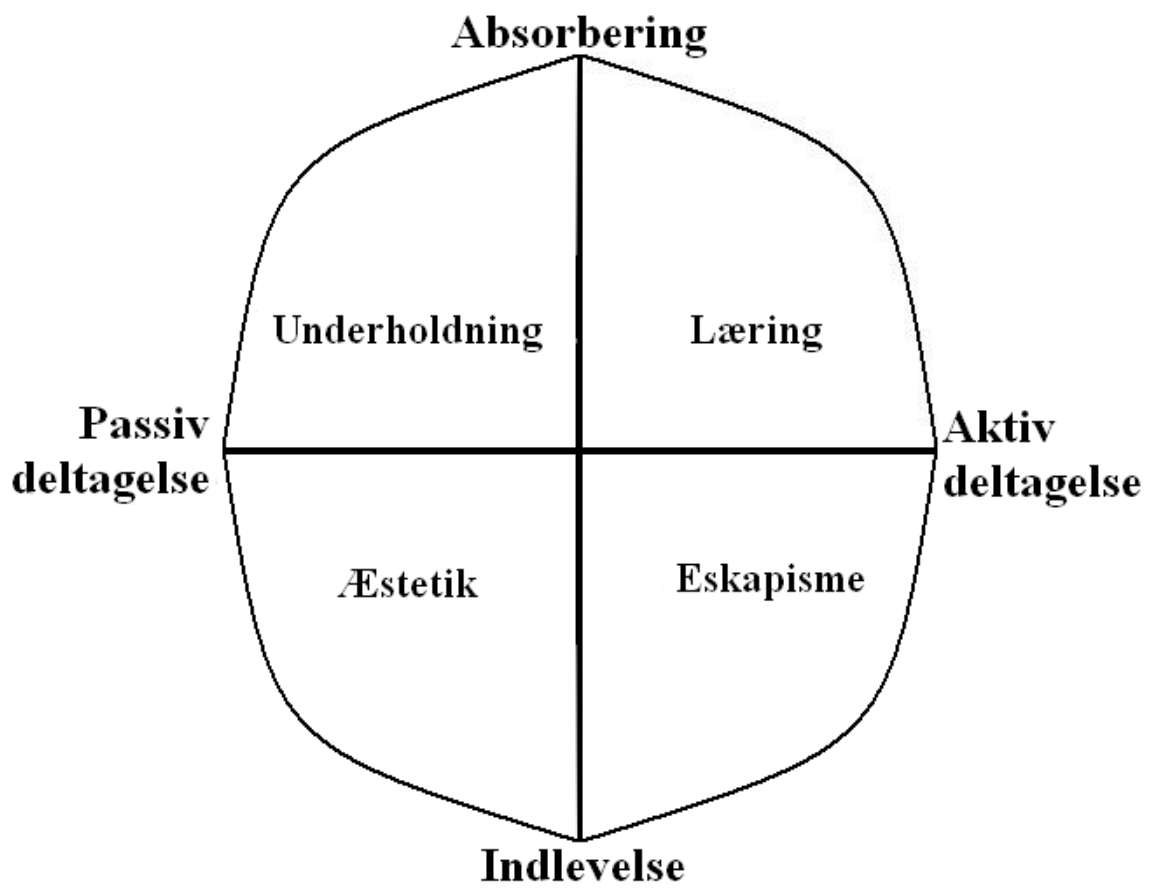 Absorbering
Underholdning
Læring
Passiv
deltagelse
Aktiv
deltagelse
Æstetik
Eskapisme
Indlevelse